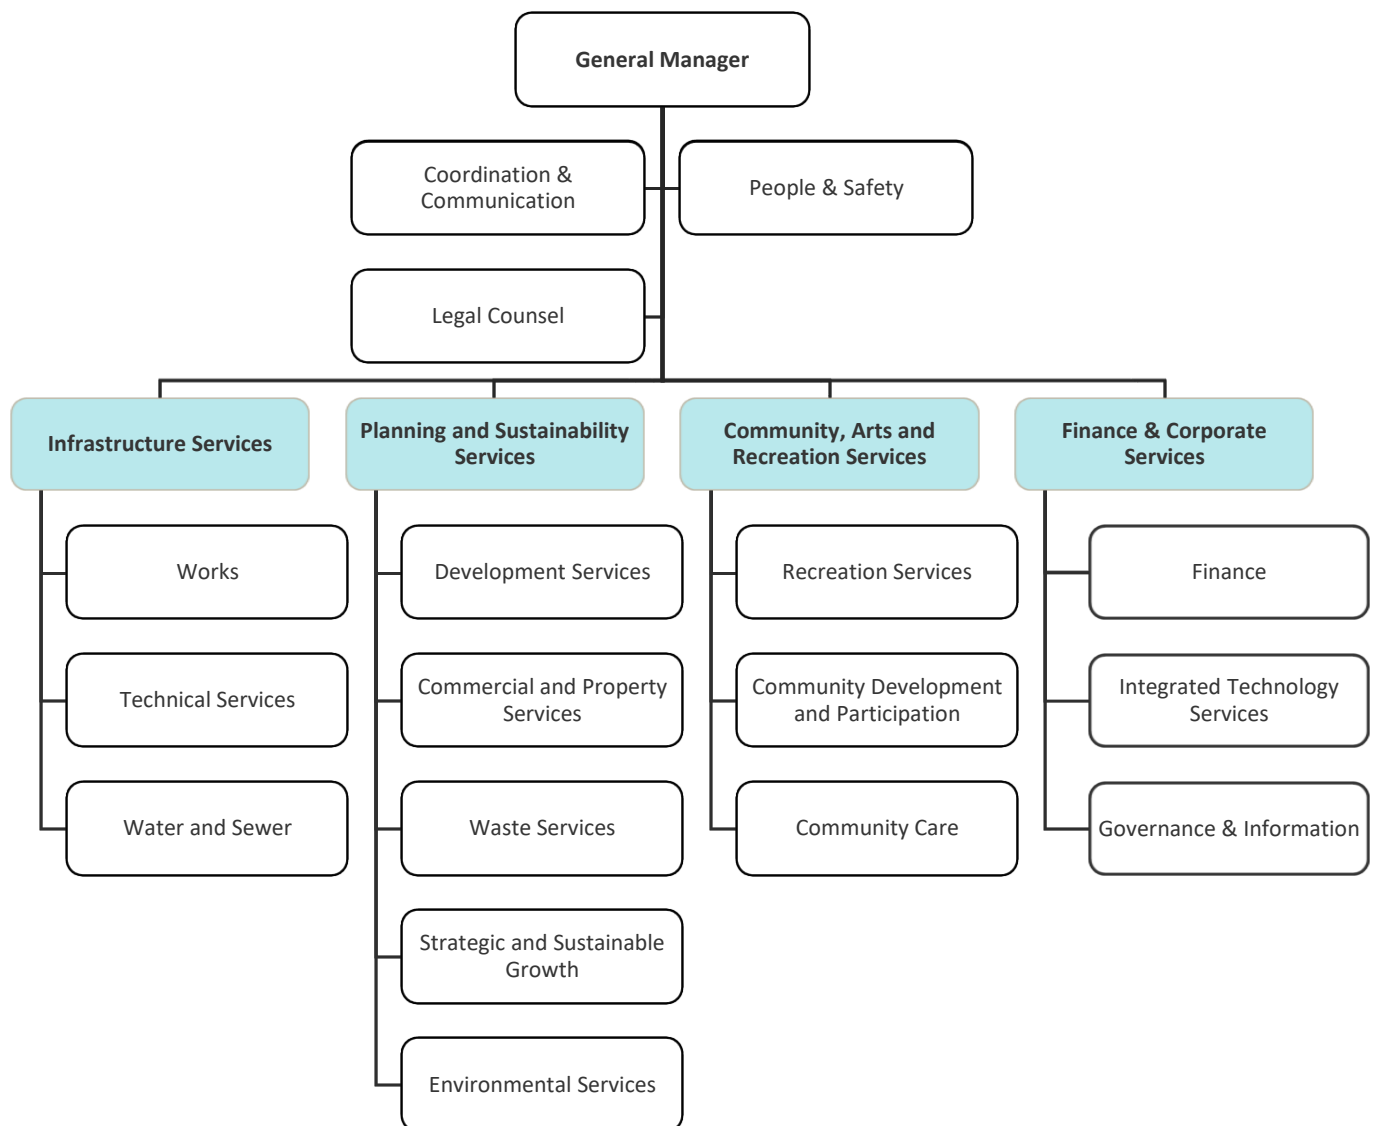 General Manager
Coordination &
Communication
People & Safety
Legal Counsel
Infrastructure Services
Planning and Sustainability
Services
Community, Arts and
Recreation Services
Finance & Corporate
Services
Works
Technical Services
Water and Sewer
Development Services
Commercial and Property
Services
Waste Services
Strategic and Sustainable
Growth
Environmental Services
Recreation Services
Community Development
and Participation
Community Care
Finance
Integrated Technology
Services
Governance & Information